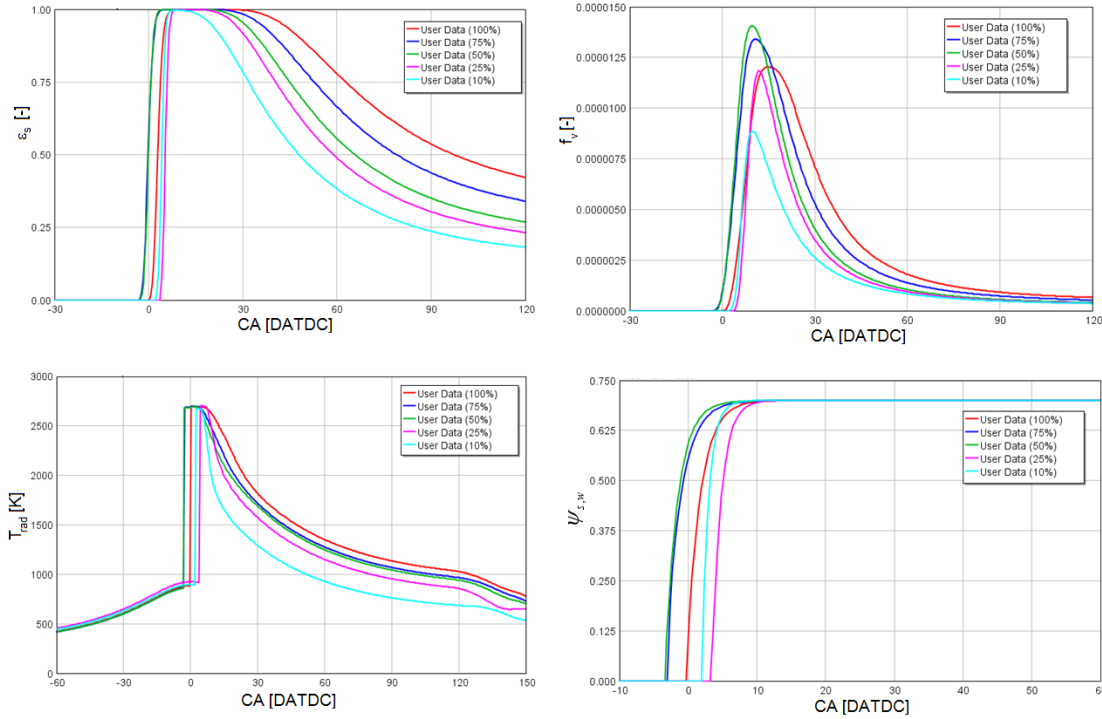 1.00
0.75
0.50
0.25
0.00
εs [-]
-30 0 30 60 90 120
CA [DATDC]
User Data (100%)
User Data (75%)
User Data (50%)
User Data (25%)
User Data (10%)
0.0000150
0.0000125
0.0000100
0.0000075
0.0000050
0.0000025
0.0000000
fv [-]
-30 0 30 60 90 120
CA [DATDC]
User Data (100%)
User Data (75%)
User Data (50%)
User Data (25%)
User Data (10%)
3000
2500
2000
1500
1000
500
0
Trad [K]
-60 -30 0 30 60 90 120 150
CA [DATDC]
User Data (100%)
User Data (75%)
User Data (50%)
User Data (25%)
User Data (10%)
0.750
0.625
0.500
0.375
0.250
0.125
0.000
ψs,w
-10 0 10 20 30 40 50 60
CA [DATDC]
User Data (100%)
User Data (75%)
User Data (50%)
User Data (25%)
User Data (10%)